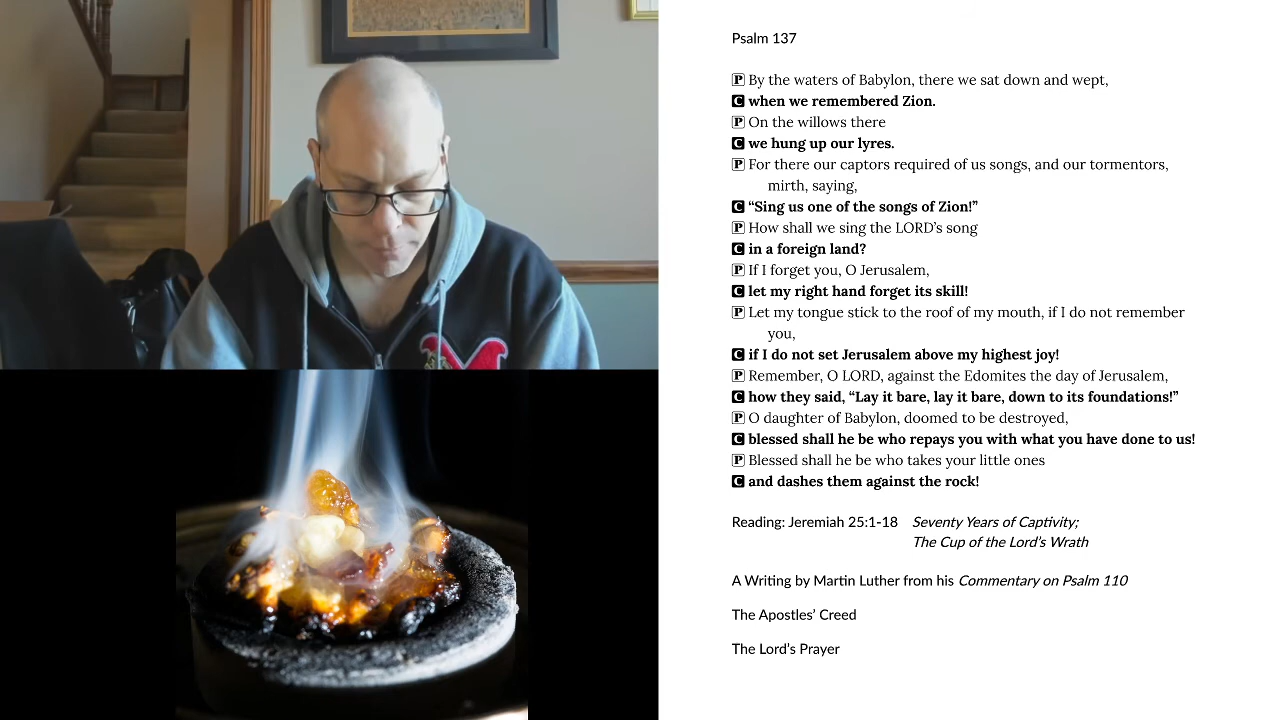 Psalm 137
P By the waters of Babylon, there we sat down and wept,
C when we remembered Zion.
P On the willows there
C we hung up our lyres.
P For there our captors required of us songs, and our tormentors,
mirth, saying,
C “Sing us one of the songs of Zion!”
P How shall we sing the LORD’s song
C in a foreign land?
P If I forget you, O Jerusalem,
C let my right hand forget its skill!
P Let my tongue stick to the roof of my mouth, if I do not remember
you,
C if I do not set Jerusalem above my highest joy!
P Remember, O LORD, against the Edomites the day of Jerusalem,
C how they said, “Lay it bare, lay it bare, down to its foundations!”
P O daughter of Babylon, doomed to be destroyed,
C blessed shall he be who repays you with what you have done to us!
P Blessed shall he be who takes your little ones
C and dashes them against the rock!
Reading: Jeremiah 25:1-18 Seventy Years of Captivity;
The Cup of the Lord’s Wrath
A Writing by Martin Luther from his Commentary on Psalm 110
The Apostles’ Creed
The Lord’s Prayer